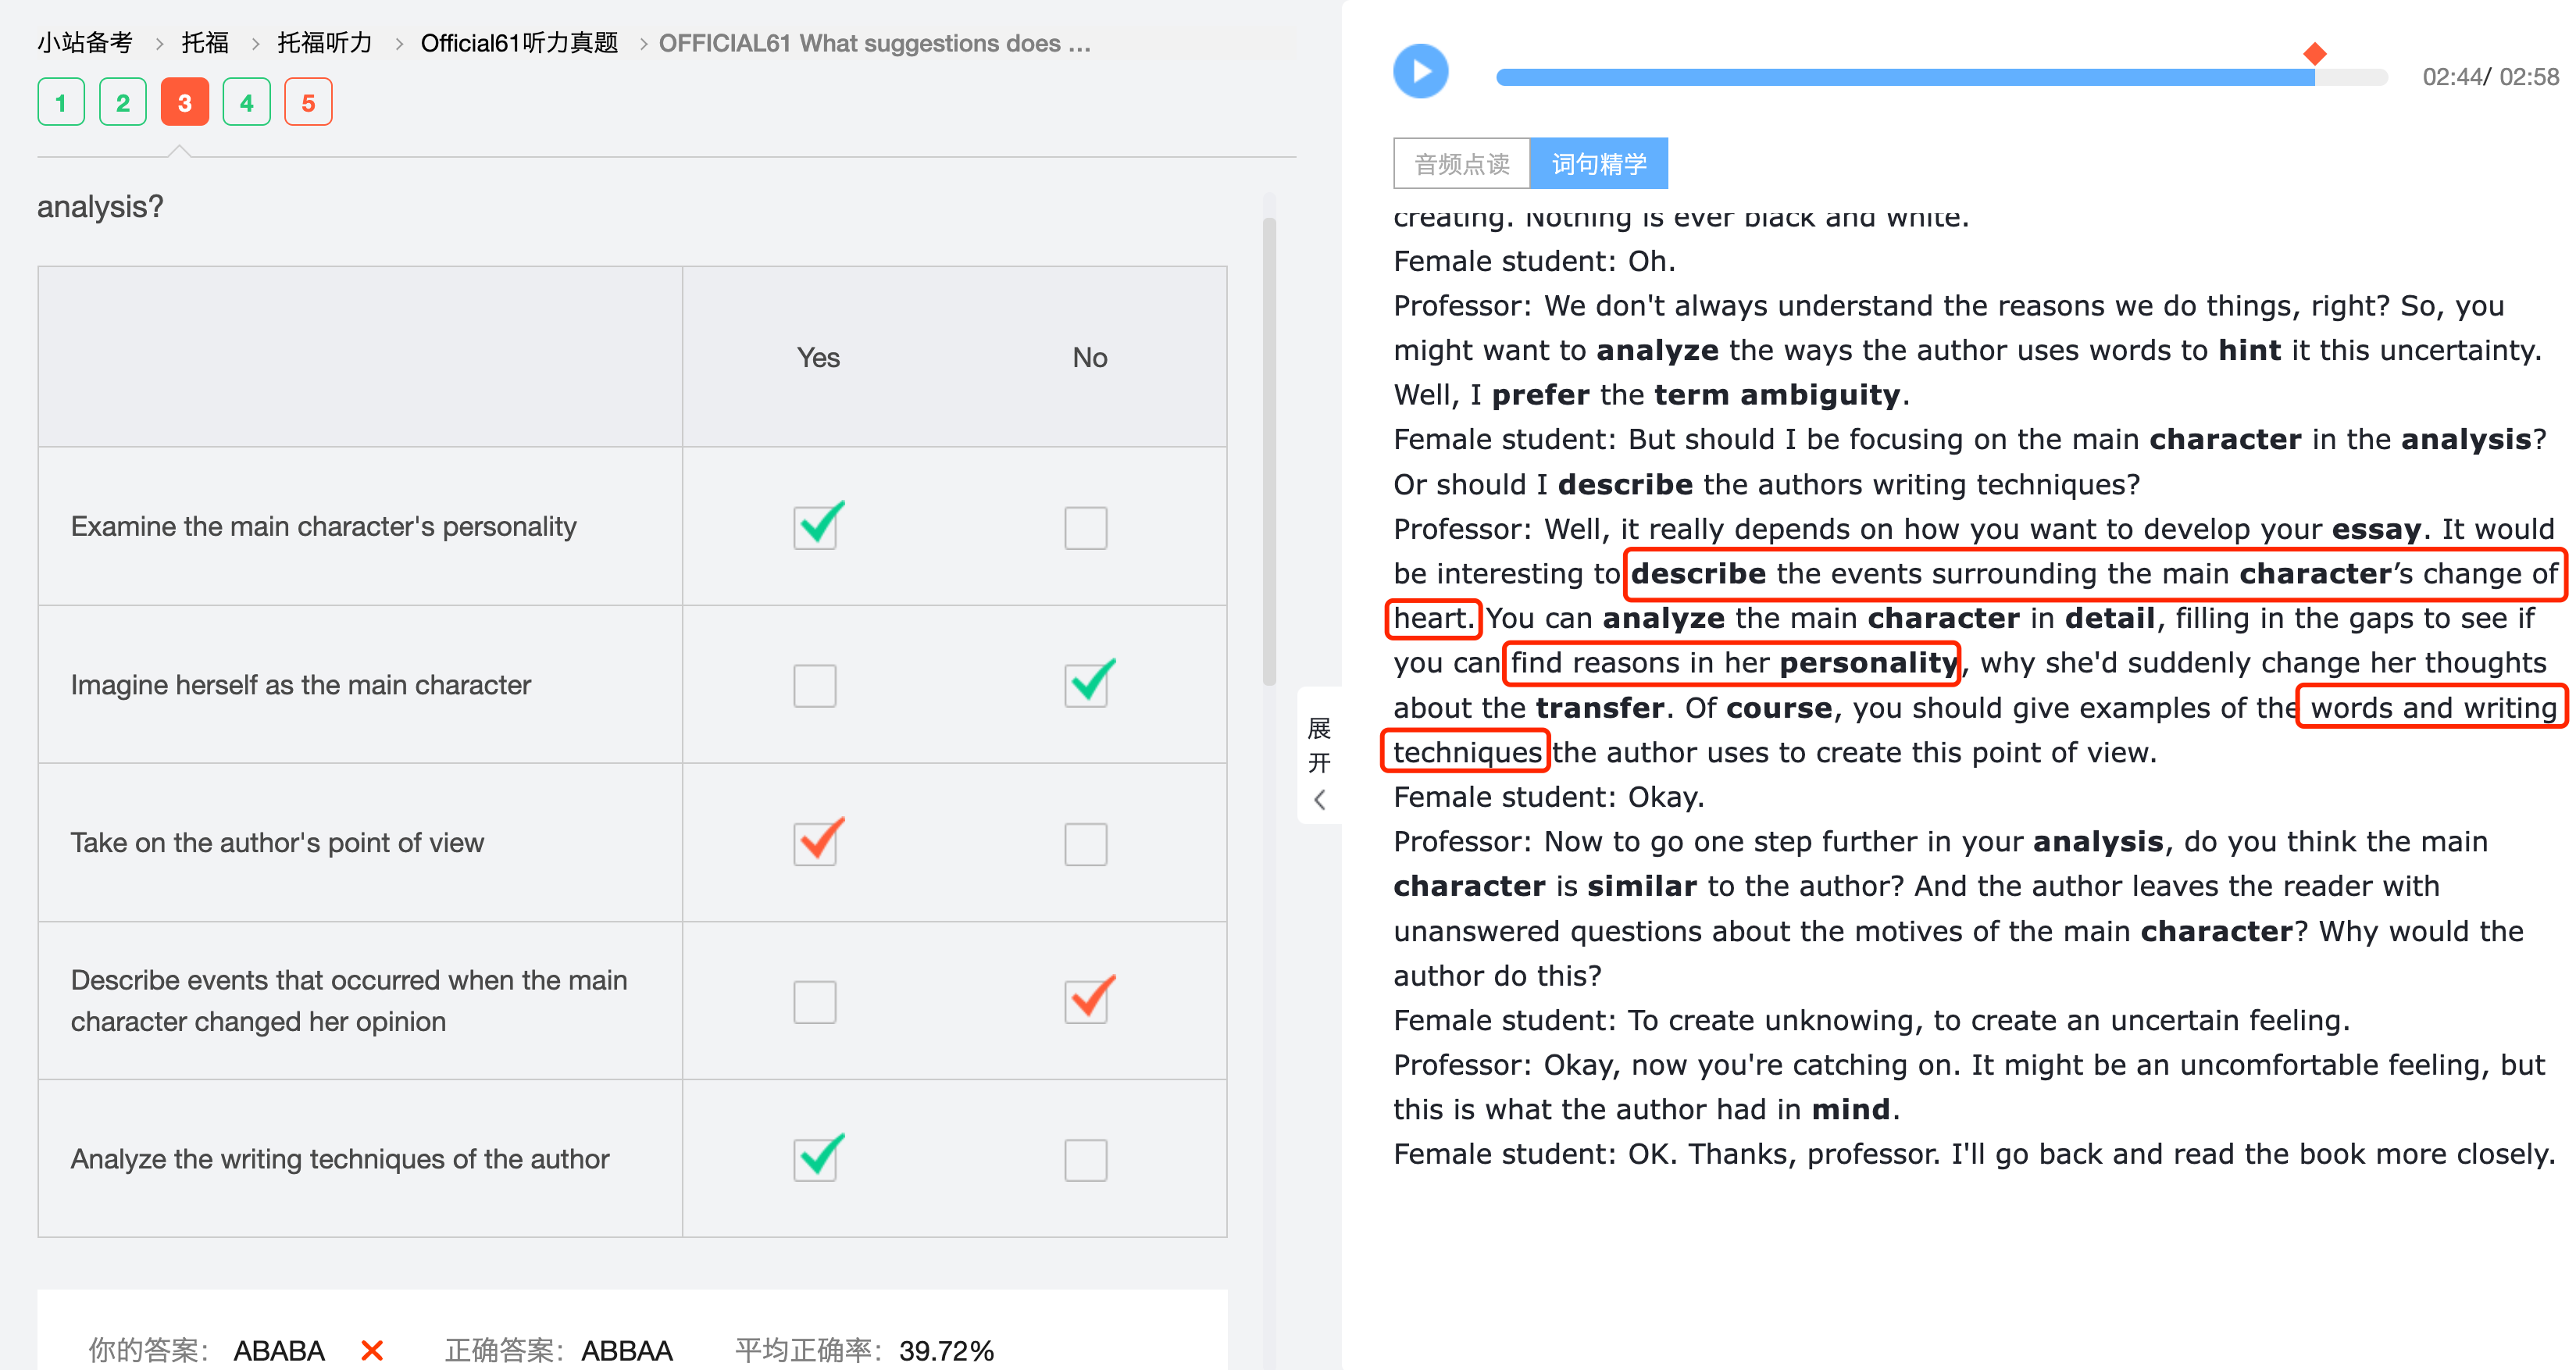 小站备考 > 托福 > 托福听力 > Official61听力真题 > OFFICIAL61 What suggestions does ...
1 2 3 4 5
analysis?
Yes No
Examine the main character's personality
Imagine herself as the main character
Take on the author's point of view
Describe events that occurred when the main
character changed her opinion
Analyze the writing techniques of the author
你的答案： ABABA 正确答案： ABBAA 平均正确率： 39.72%
展
开
02:44/ 02:58
音频点读 词句精学
creating. Nothing is ever black and white.
Female student: Oh.
Professor: We don't always understand the reasons we do things, right? So, you
might want to analyze the ways the author uses words to hint it this uncertainty.
Well, I prefer the term ambiguity.
Female student: But should I be focusing on the main character in the analysis?
Or should I describe the authors writing techniques?
Professor: Well, it really depends on how you want to develop your essay. It would
be interesting to describe the events surrounding the main character’s change of
heart. You can analyze the main character in detail, filling in the gaps to see if
you can find reasons in her personality, why she'd suddenly change her thoughts
about the transfer. Of course, you should give examples of the words and writing
techniques the author uses to create this point of view.
Female student: Okay.
Professor: Now to go one step further in your analysis, do you think the main
character is similar to the author? And the author leaves the reader with
unanswered questions about the motives of the main character? Why would the
author do this?
Female student: To create unknowing, to create an uncertain feeling.
Professor: Okay, now you're catching on. It might be an uncomfortable feeling, but
this is what the author had in mind.
Female student: OK. Thanks, professor. I'll go back and read the book more closely.